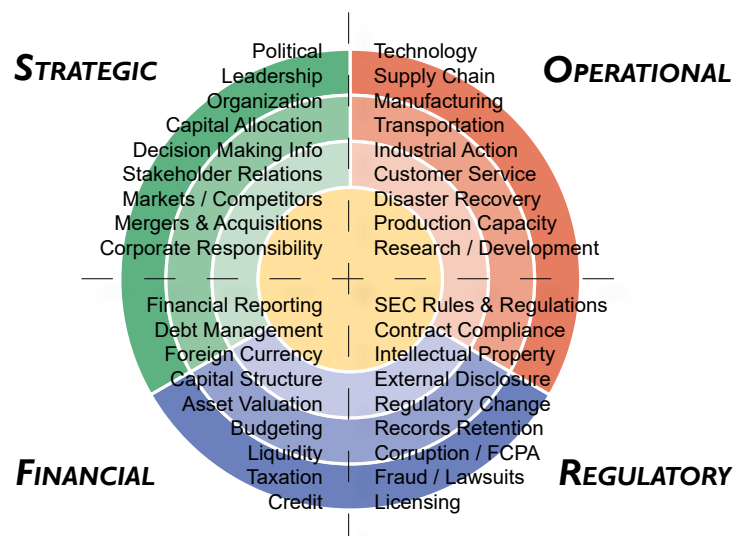 STRATEGIC
Political
Leadership
Organization
Capital Allocation
Decision Making Info
Stakeholder Relations
Markets / Competitors
Mergers & Acquisitions
Corporate Responsibility
OPERATIONAL
Technology
Supply Chain
Manufacturing
Transportation
Industrial Action
Customer Service
Disaster Recovery
Production Capacity
Research / Development
FINANCIAL
Financial Reporting
Debt Management
Foreign Currency
Capital Structure
Asset Valuation
Budgeting
Liquidity
Taxation
Credit
REGULATORY
SEC Rules & Regulations
Contract Compliance
Intellectual Property
External Disclosure
Regulatory Change
Records Retention
Corruption / FCPA
Fraud / Lawsuits
Licensing